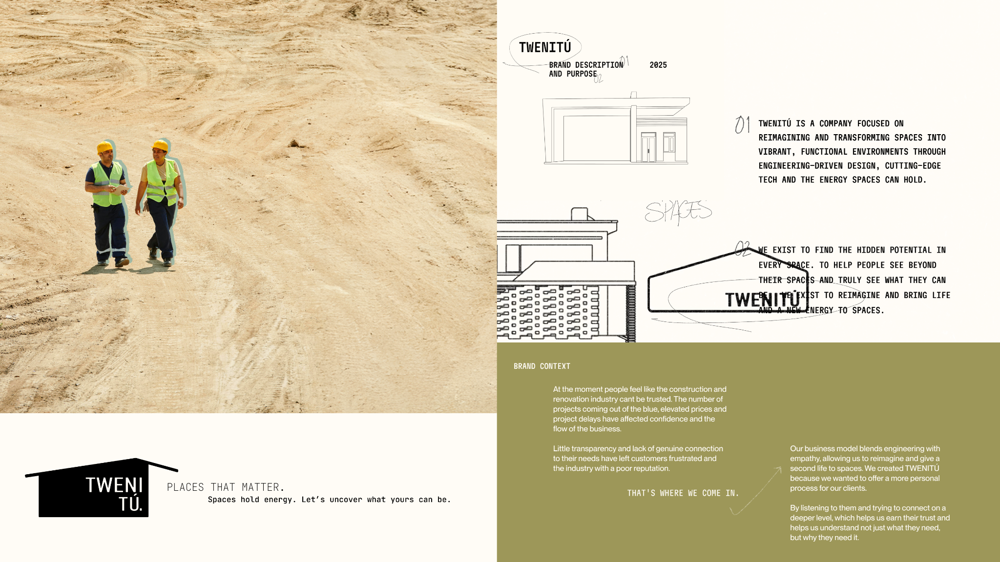 TWENITÚ
BRAND DESCRIPTION 01
AND PURPOSE 02
2025
01
TWENITÚ IS A COMPANY FOCUSED ON
REIMAGINING AND TRANSFORMING SPACES INTO
VIBRANT, FUNCTIONAL ENVIRONMENTS THROUGH
ENGINEERING-DRIVEN DESIGN, CUTTING-EDGE
TECH AND THE ENERGY SPACES CAN HOLD.
SPACES
02
WE EXIST TO FIND THE HIDDEN POTENTIAL IN
EVERY SPACE. TO HELP PEOPLE SEE BEYOND
THEIR SPACES AND TRULY SEE WHAT THEY CAN
BE. WE EXIST TO REIMAGINE AND BRING LIFE
AND A NEW ENERGY TO SPACES.
TWENITÚ
BRAND CONTEXT
At the moment people feel like the construction and
renovation industry cant be trusted. The number of
projects coming out of the blue, elevated prices and
project delays have affected confidence and the
flow of the business.
Little transparency and lack of genuine connection
to their needs have left customers frustrated and
the industry with a poor reputation.
THAT'S WHERE WE COME IN.
Our business model blends engineering with
empathy, allowing us to reimagine and give a
second life to spaces. We created TWENITÚ
because we wanted to offer a more personal
process for our clients.
By listening to them and trying to connect on a
deeper level, which helps us earn their trust and
helps us understand not just what they need,
but why they need it.
TWENI
TÚ.
PLACES THAT MATTER.
Spaces hold energy. Let’s uncover what yours can be.